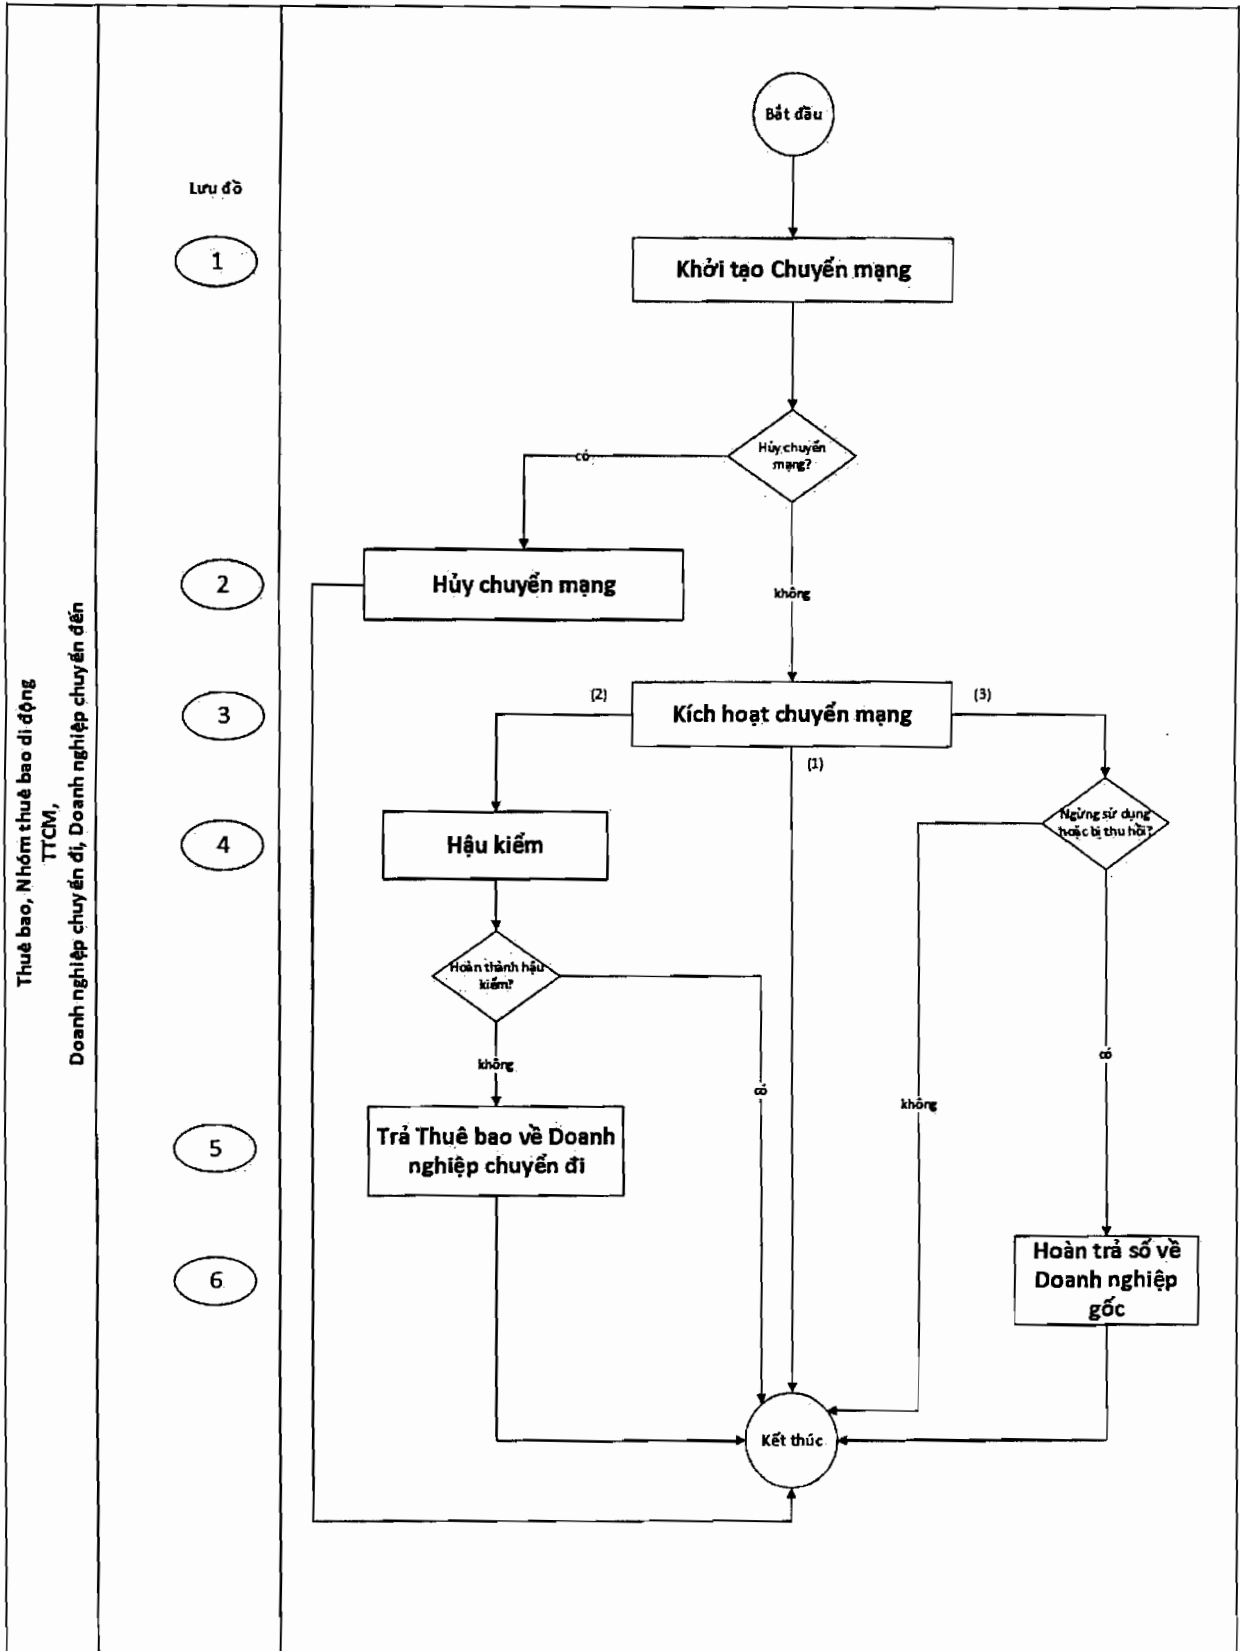 Thuê bao, Nhóm thuê bao di động
TTCM,
Doanh nghiệp chuyển đi, Doanh nghiệp chuyển đến
Lưu đồ
Bắt đầu
1
Khởi tạo Chuyển mạng
Hủy chuyển
mạng?
có
2
Hủy chuyển mạng
không
3
(2)
Kích hoạt chuyển mạng
(3)
(1)
4
Hậu kiểm
Ngừng sử dụng
hoặc bị thu hồi?
Hoàn thành hậu
kiểm?
không
có
có
không
5
Trả Thuê bao về Doanh
nghiệp chuyển đi
6
Hoàn trả số về
Doanh nghiệp
gốc
Kết thúc